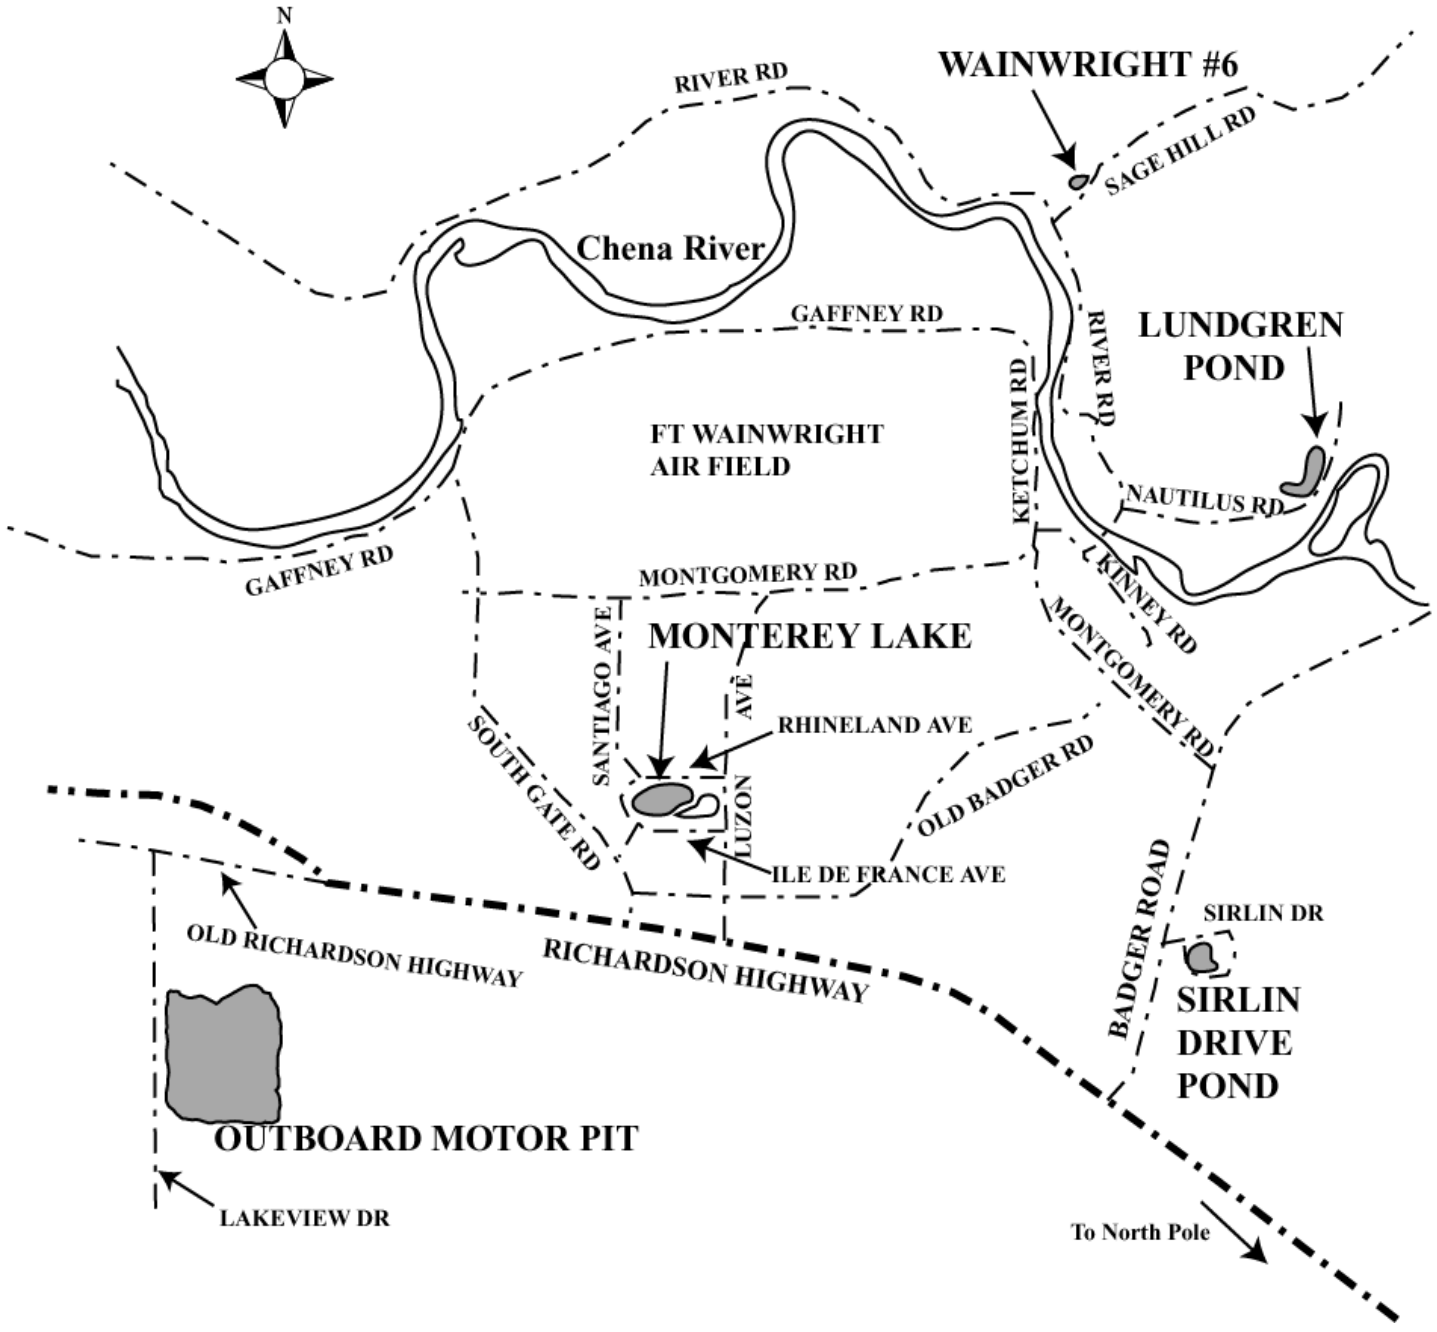 N
WAINWRIGHT #6
RIVER RD
SAGE HILL RD
Chena River
GAFFNEY RD
RIVER RD
LUNDGREN
POND
KETCHUM RD
FT WAINWRIGHT
AIR FIELD
NAUTILUS RD
GAFFNEY RD
MONTGOMERY RD
KINNEY RD
SANTIAGO AVE
MONTEREY LAKE
MONTGOMERY RD
LUZON AVE
RHINELAND AVE
SOUTH GATE RD
OLD BADGER RD
ILE DE FRANCE AVE
BADGER ROAD
SIRLIN DR
OLD RICHARDSON HIGHWAY
RICHARDSON HIGHWAY
SIRLIN
DRIVE
POND
OUTBOARD MOTOR PIT
LAKEVIEW DR
To North Pole